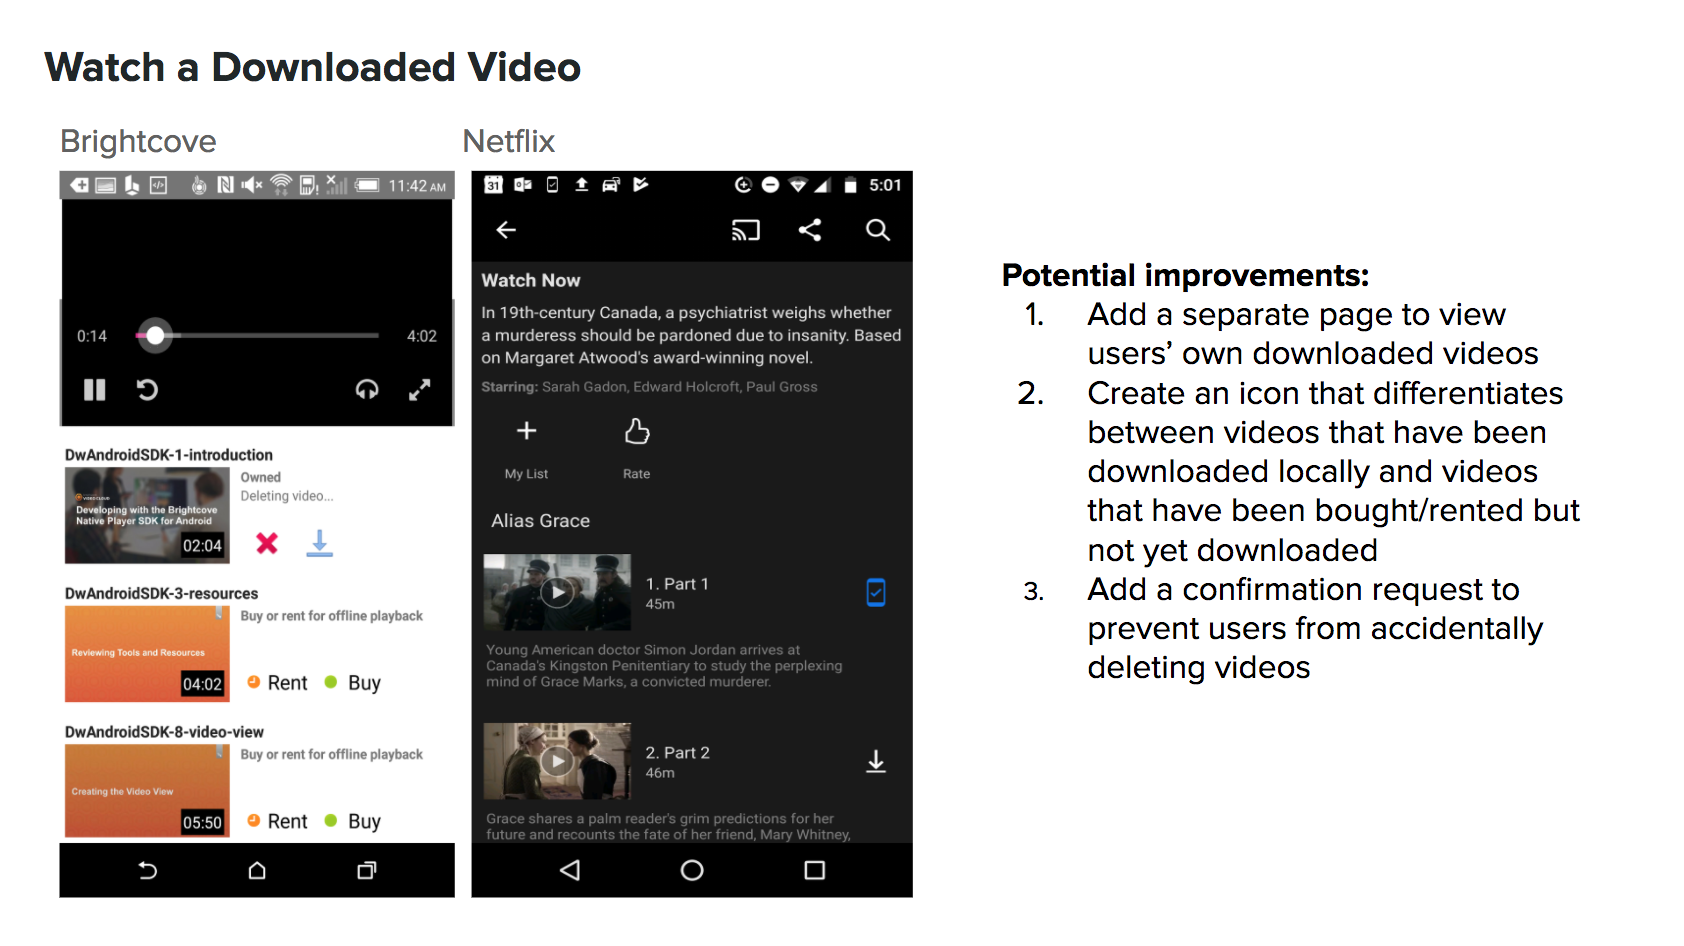 Watch a Downloaded Video
Brightcove
Netflix
11:42 AM
0:14
4:02
DwAndroidSDK-1-introduction
Owned
Deleting video...
VIDEO CLOUD
Developing with the Brightcove
Native Player SDK for Android
02:04
DwAndroidSDK-3-resources
Buy or rent for offline playback
Reviewing Tools and Resources
04:02
Rent Buy
DwAndroidSDK-8-video-view
Buy or rent for offline playback
Creating the Video View
05:50
Rent Buy
31
5:01
Watch Now
In 19th-century Canada, a psychiatrist weighs whether
a murderess should be pardoned due to insanity. Based
on Margaret Atwood's award-winning novel.
Starring: Sarah Gadon, Edward Holcroft, Paul Gross
My List
Rate
Alias Grace
1. Part 1
45m
Young American doctor Simon Jordan arrives at
Canada's Kingston Penitentiary to study the perplexing
mind of Grace Marks, a convicted murderer.
2. Part 2
46m
Grace shares a palm reader's grim predictions for her
future and recounts the fate of her friend, Mary Whitney,
Potential improvements:
1. Add a separate page to view
users’ own downloaded videos
2. Create an icon that differentiates
between videos that have been
downloaded locally and videos
that have been bought/rented but
not yet downloaded
3. Add a confirmation request to
prevent users from accidentally
deleting videos